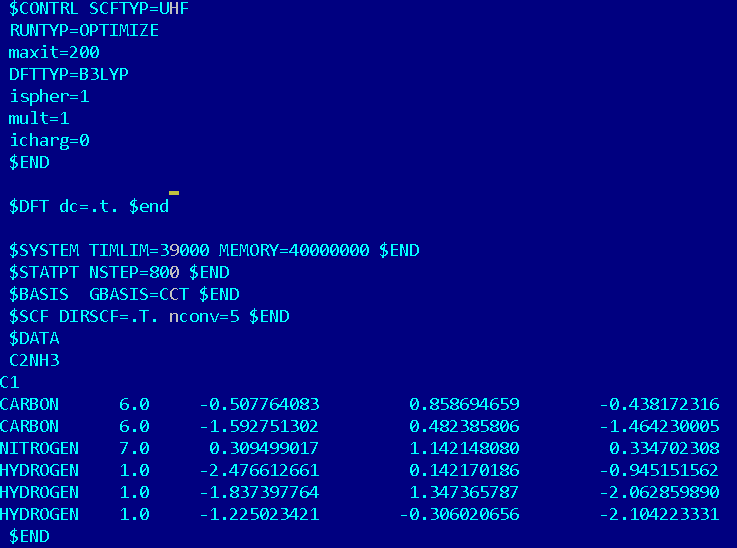 $CONTRL SCFTYP=UHF
RUNTYP=OPTIMIZE
maxit=200
DFTTYP=B3LYP
ispher=1
mult=1
icharg=0
$END
$DFT dc=.t. $end
$SYSTEM TIMLIM=39000 MEMORY=40000000 $END
$STATPT NSTEP=800 $END
$BASIS  GBASIS=CCT $END
$SCF DIRSCF=.T. nconv=5 $END
$DATA
C2NH3
C1
CARBON      6.0     -0.507764083         0.858694659        -0.438172316
CARBON      6.0     -1.592751302         0.482385806        -1.464230005
NITROGEN    7.0      0.309499017         1.142148080         0.334702308
HYDROGEN    1.0     -2.476612661         0.142170186        -0.945151562
HYDROGEN    1.0     -1.837397764         1.347365787        -2.062859890
HYDROGEN    1.0     -1.225023421        -0.306020656        -2.104223331
$END